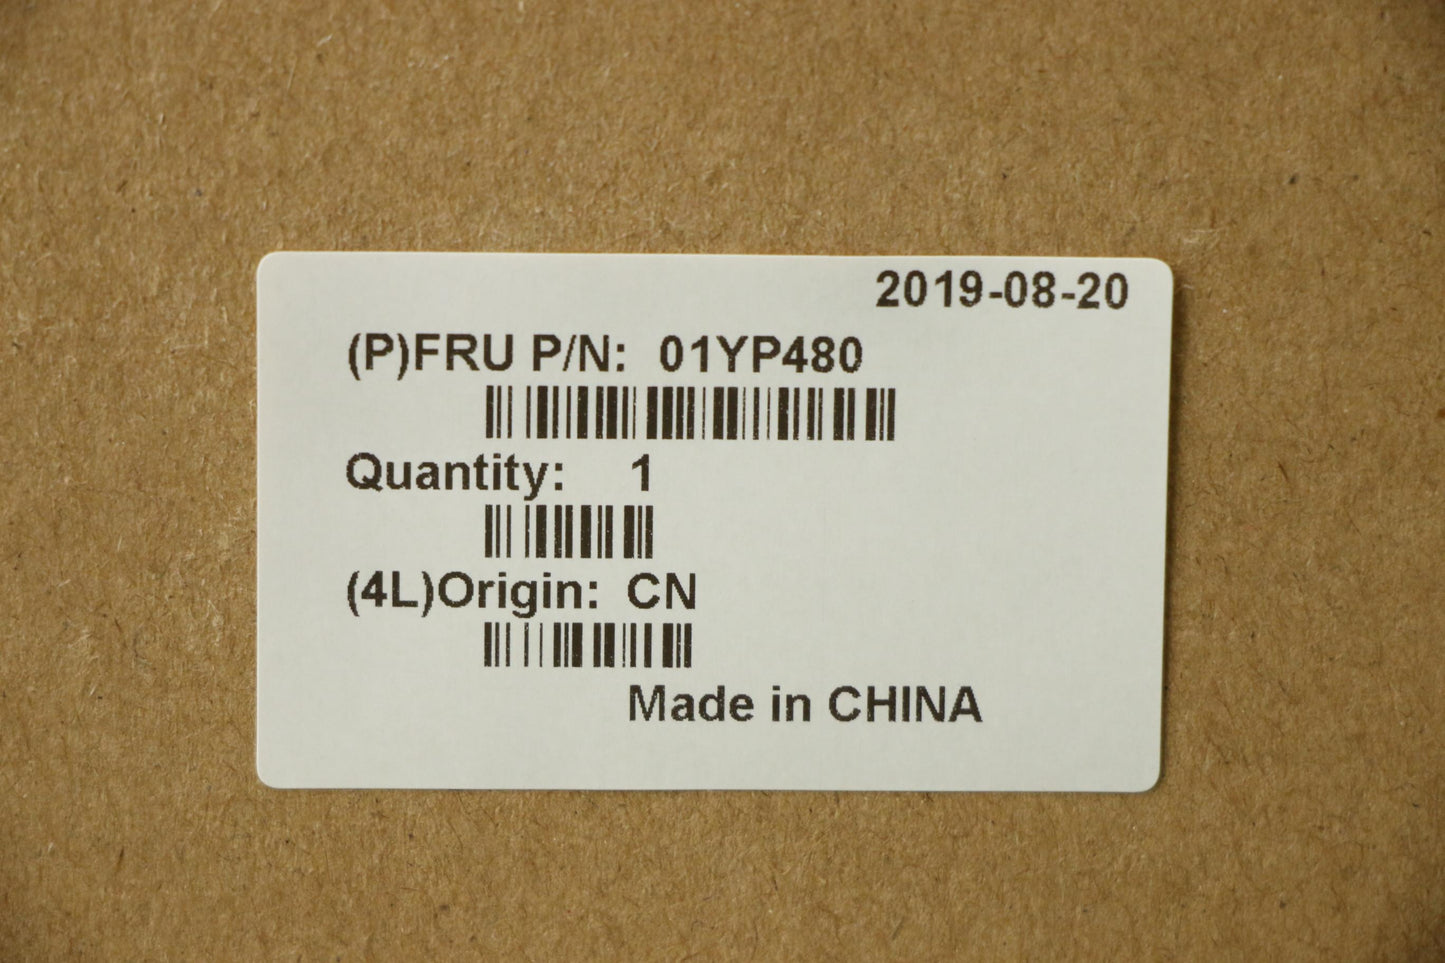 2019-08-20
(P)FRU P/N: 01YP480
Quantity: 1
(4L)Origin: CN
Made in CHINA